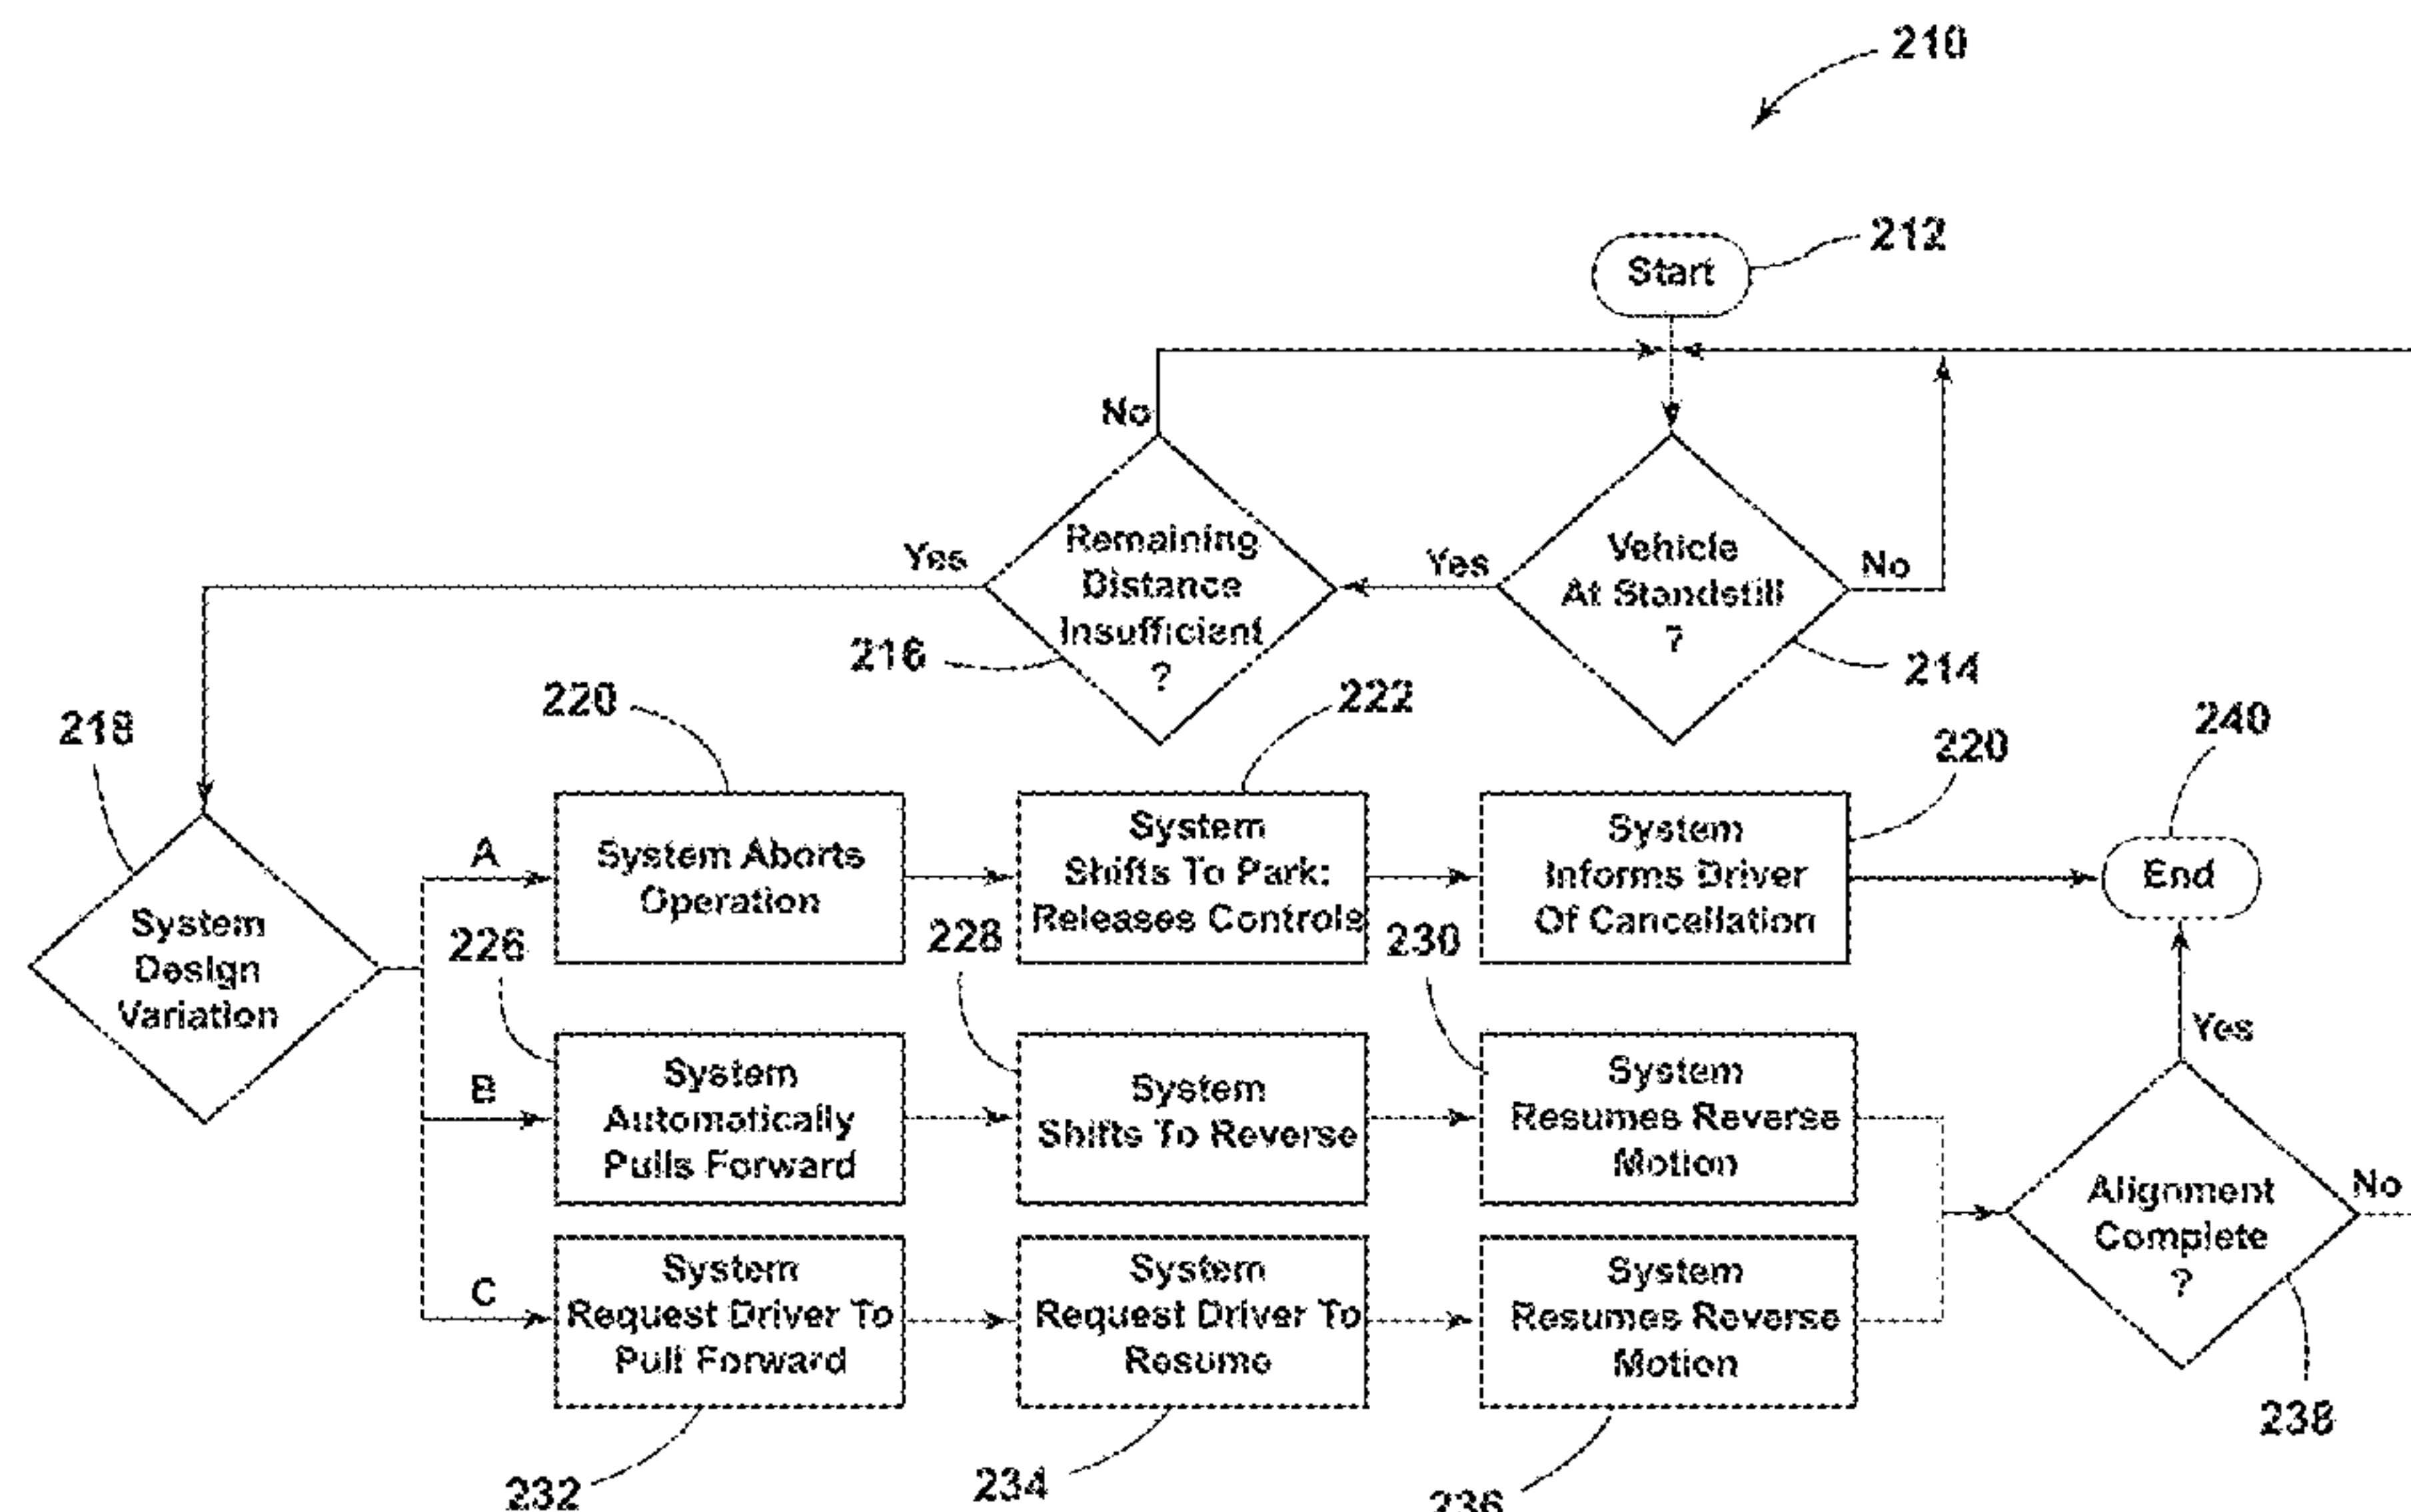 210
212
Start
No
Remaining
Distance
Insufficient
?
Yes
216
Yes
Vehicle
At Standstill
?
No
214
218
220
222
220
240
System
Design
Variation
A
System Aborts
Operation
System
Shifts To Park:
Releases Controls
System
Informs Driver
Of Cancellation
End
226
228
230
Yes
B
System
Automatically
Pulls Forward
System
Shifts To Reverse
System
Resumes Reverse
Motion
Alignment
Complete
?
No
C
System
Request Driver To
Pull Forward
System
Request Driver To
Resume
System
Resumes Reverse
Motion
238
232
234
236